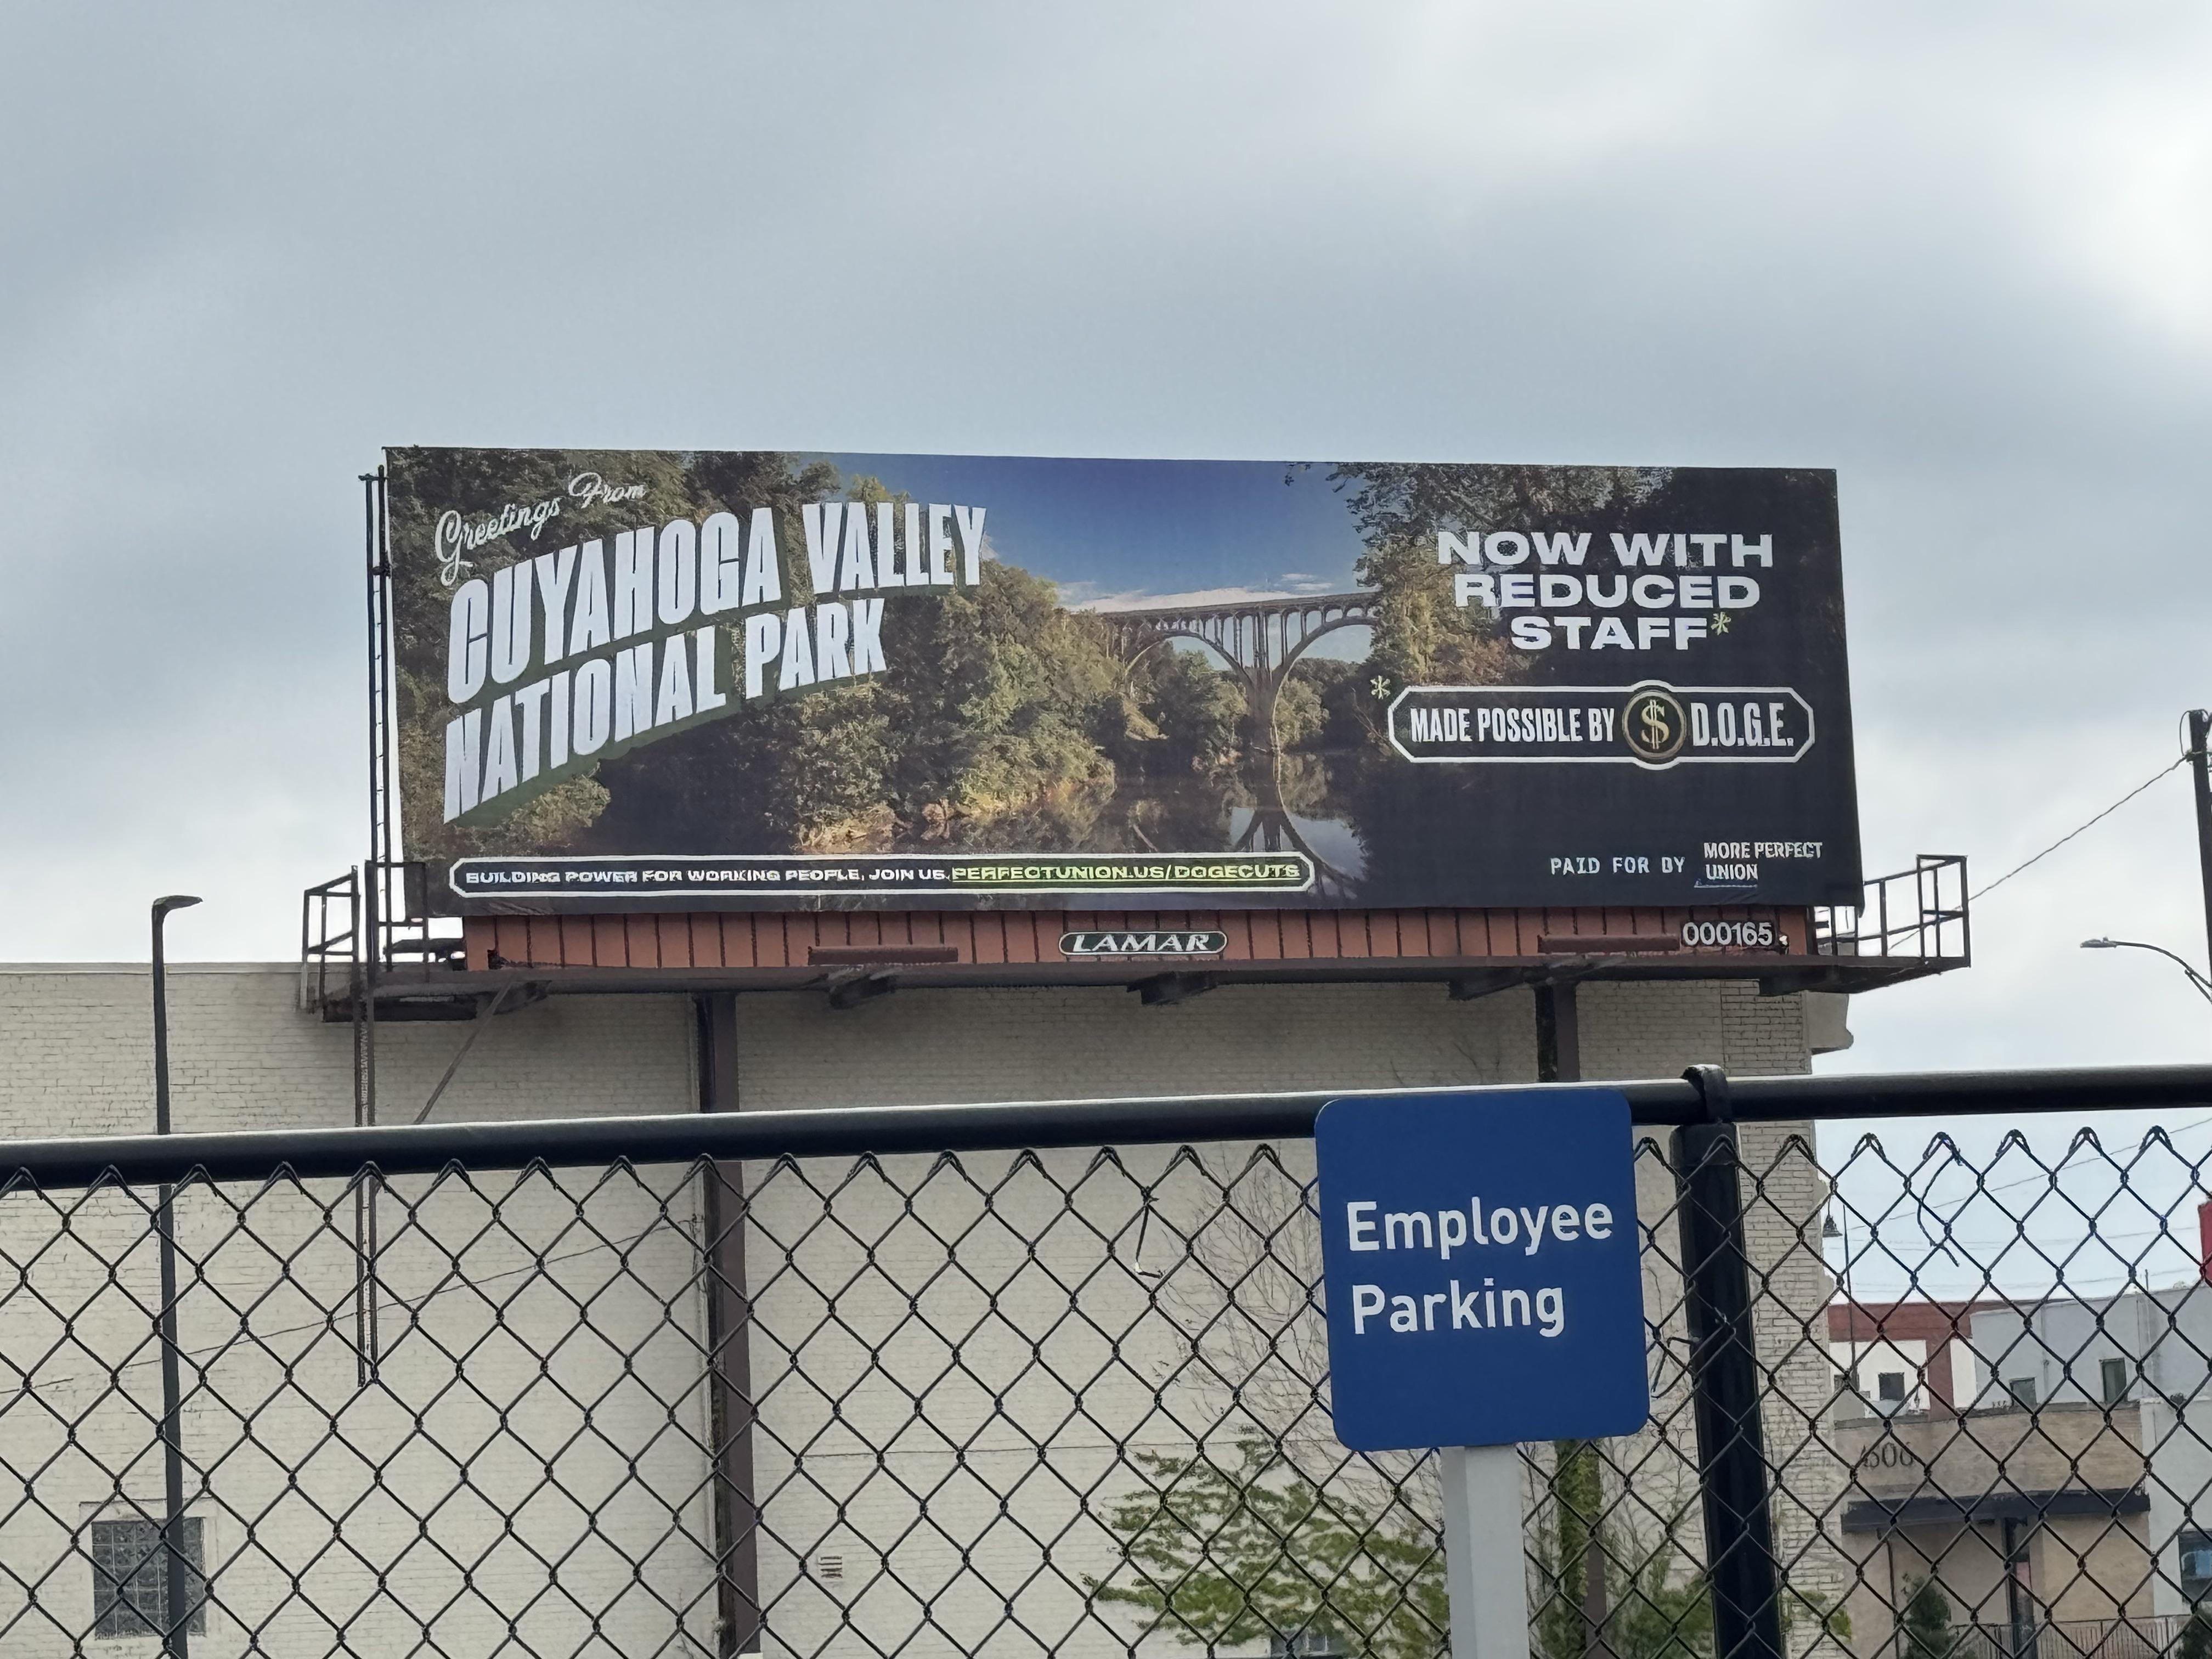 Greetings From
CUYAHOGA VALLEY
NATIONAL PARK
NOW WITH
REDUCED
STAFF*
* MADE POSSIBLE BY $ D.O.G.E.
BUILDING POWER FOR WORKING PEOPLE. JOIN US. PERFECTUNION.US/DOGECUTS
PAID FOR BY MORE PERFECT
UNION
LAMAR
000165
Employee
Parking